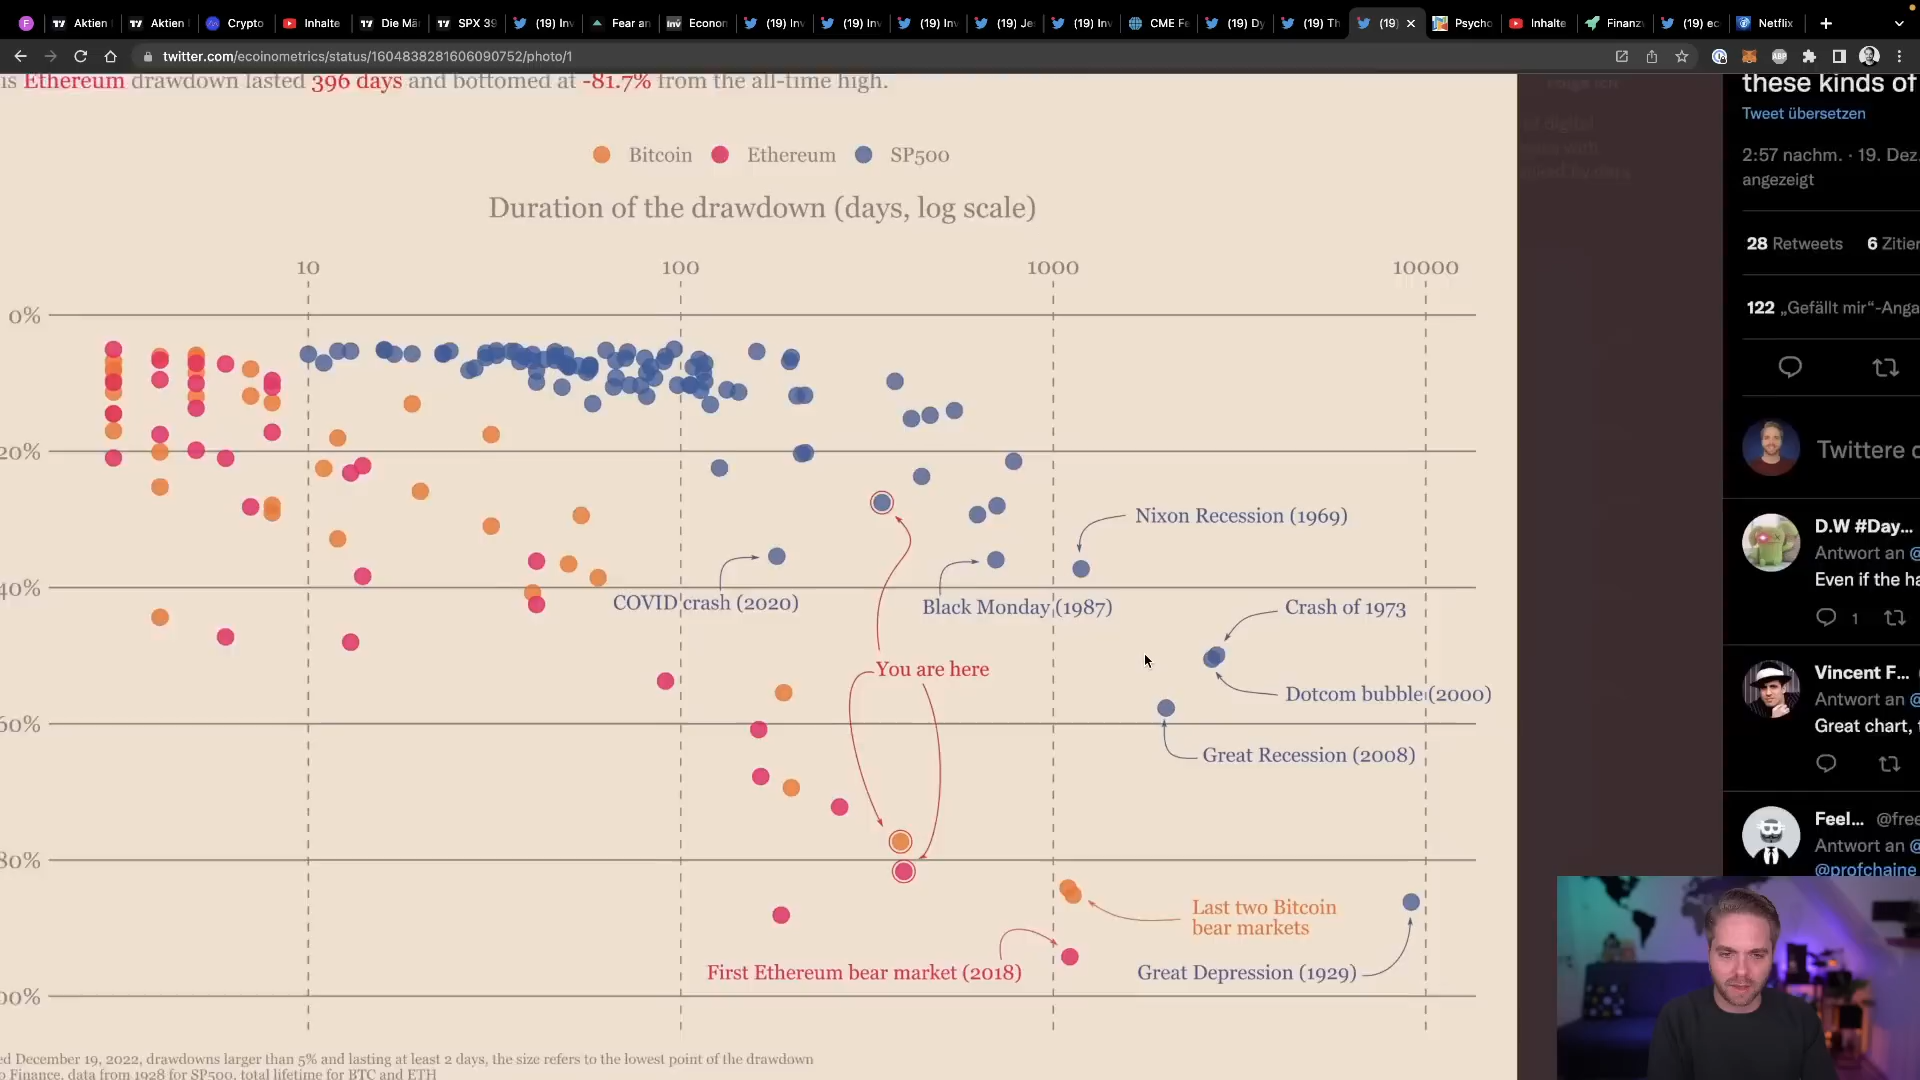 Aktien
Aktien
Crypto
Inhalte
Die Mär
SPX 39
(19) Inv
Fear an
Econon
(19) Inv
(19) Inv
(19) Inv
(19) Je
(19) Inv
CME Fe
(19) Dy
(19) Th
(19)
Psycho
Inhalte
Finanz
(19) ec
Netflix
twitter.com/ecoinometrics/status/1604838281606090752/photo/1
is Ethereum drawdown lasted 396 days and bottomed at -81.7% from the all-time high.
Bitcoin Ethereum SP500
Duration of the drawdown (days, log scale)
10 100 1000 10000
0%
20%
40%
60%
80%
00%
Nixon Recession (1969)
COVID crash (2020)
Black Monday (1987)
Crash of 1973
You are here
Dotcom bubble (2000)
Great Recession (2008)
Last two Bitcoin
bear markets
First Ethereum bear market (2018)
Great Depression (1929)
ed December 19, 2022, drawdowns larger than 5% and lasting at least 2 days, the size refers to the lowest point of the drawdown
o Finance, data from 1928 for SP500, total lifetime for BTC and ETH
these kinds of
Tweet übersetzen
2:57 nachm. · 19. Dez.
angezeigt
28 Retweets 6 Zitier
122 „Gefällt mir“-Anga
Twittere
D.W #Day...
Antwort an @
Even if the ha
1
Vincent F...
Antwort an @
Great chart, t
Feel... @free
Antwort an @
@profchaine